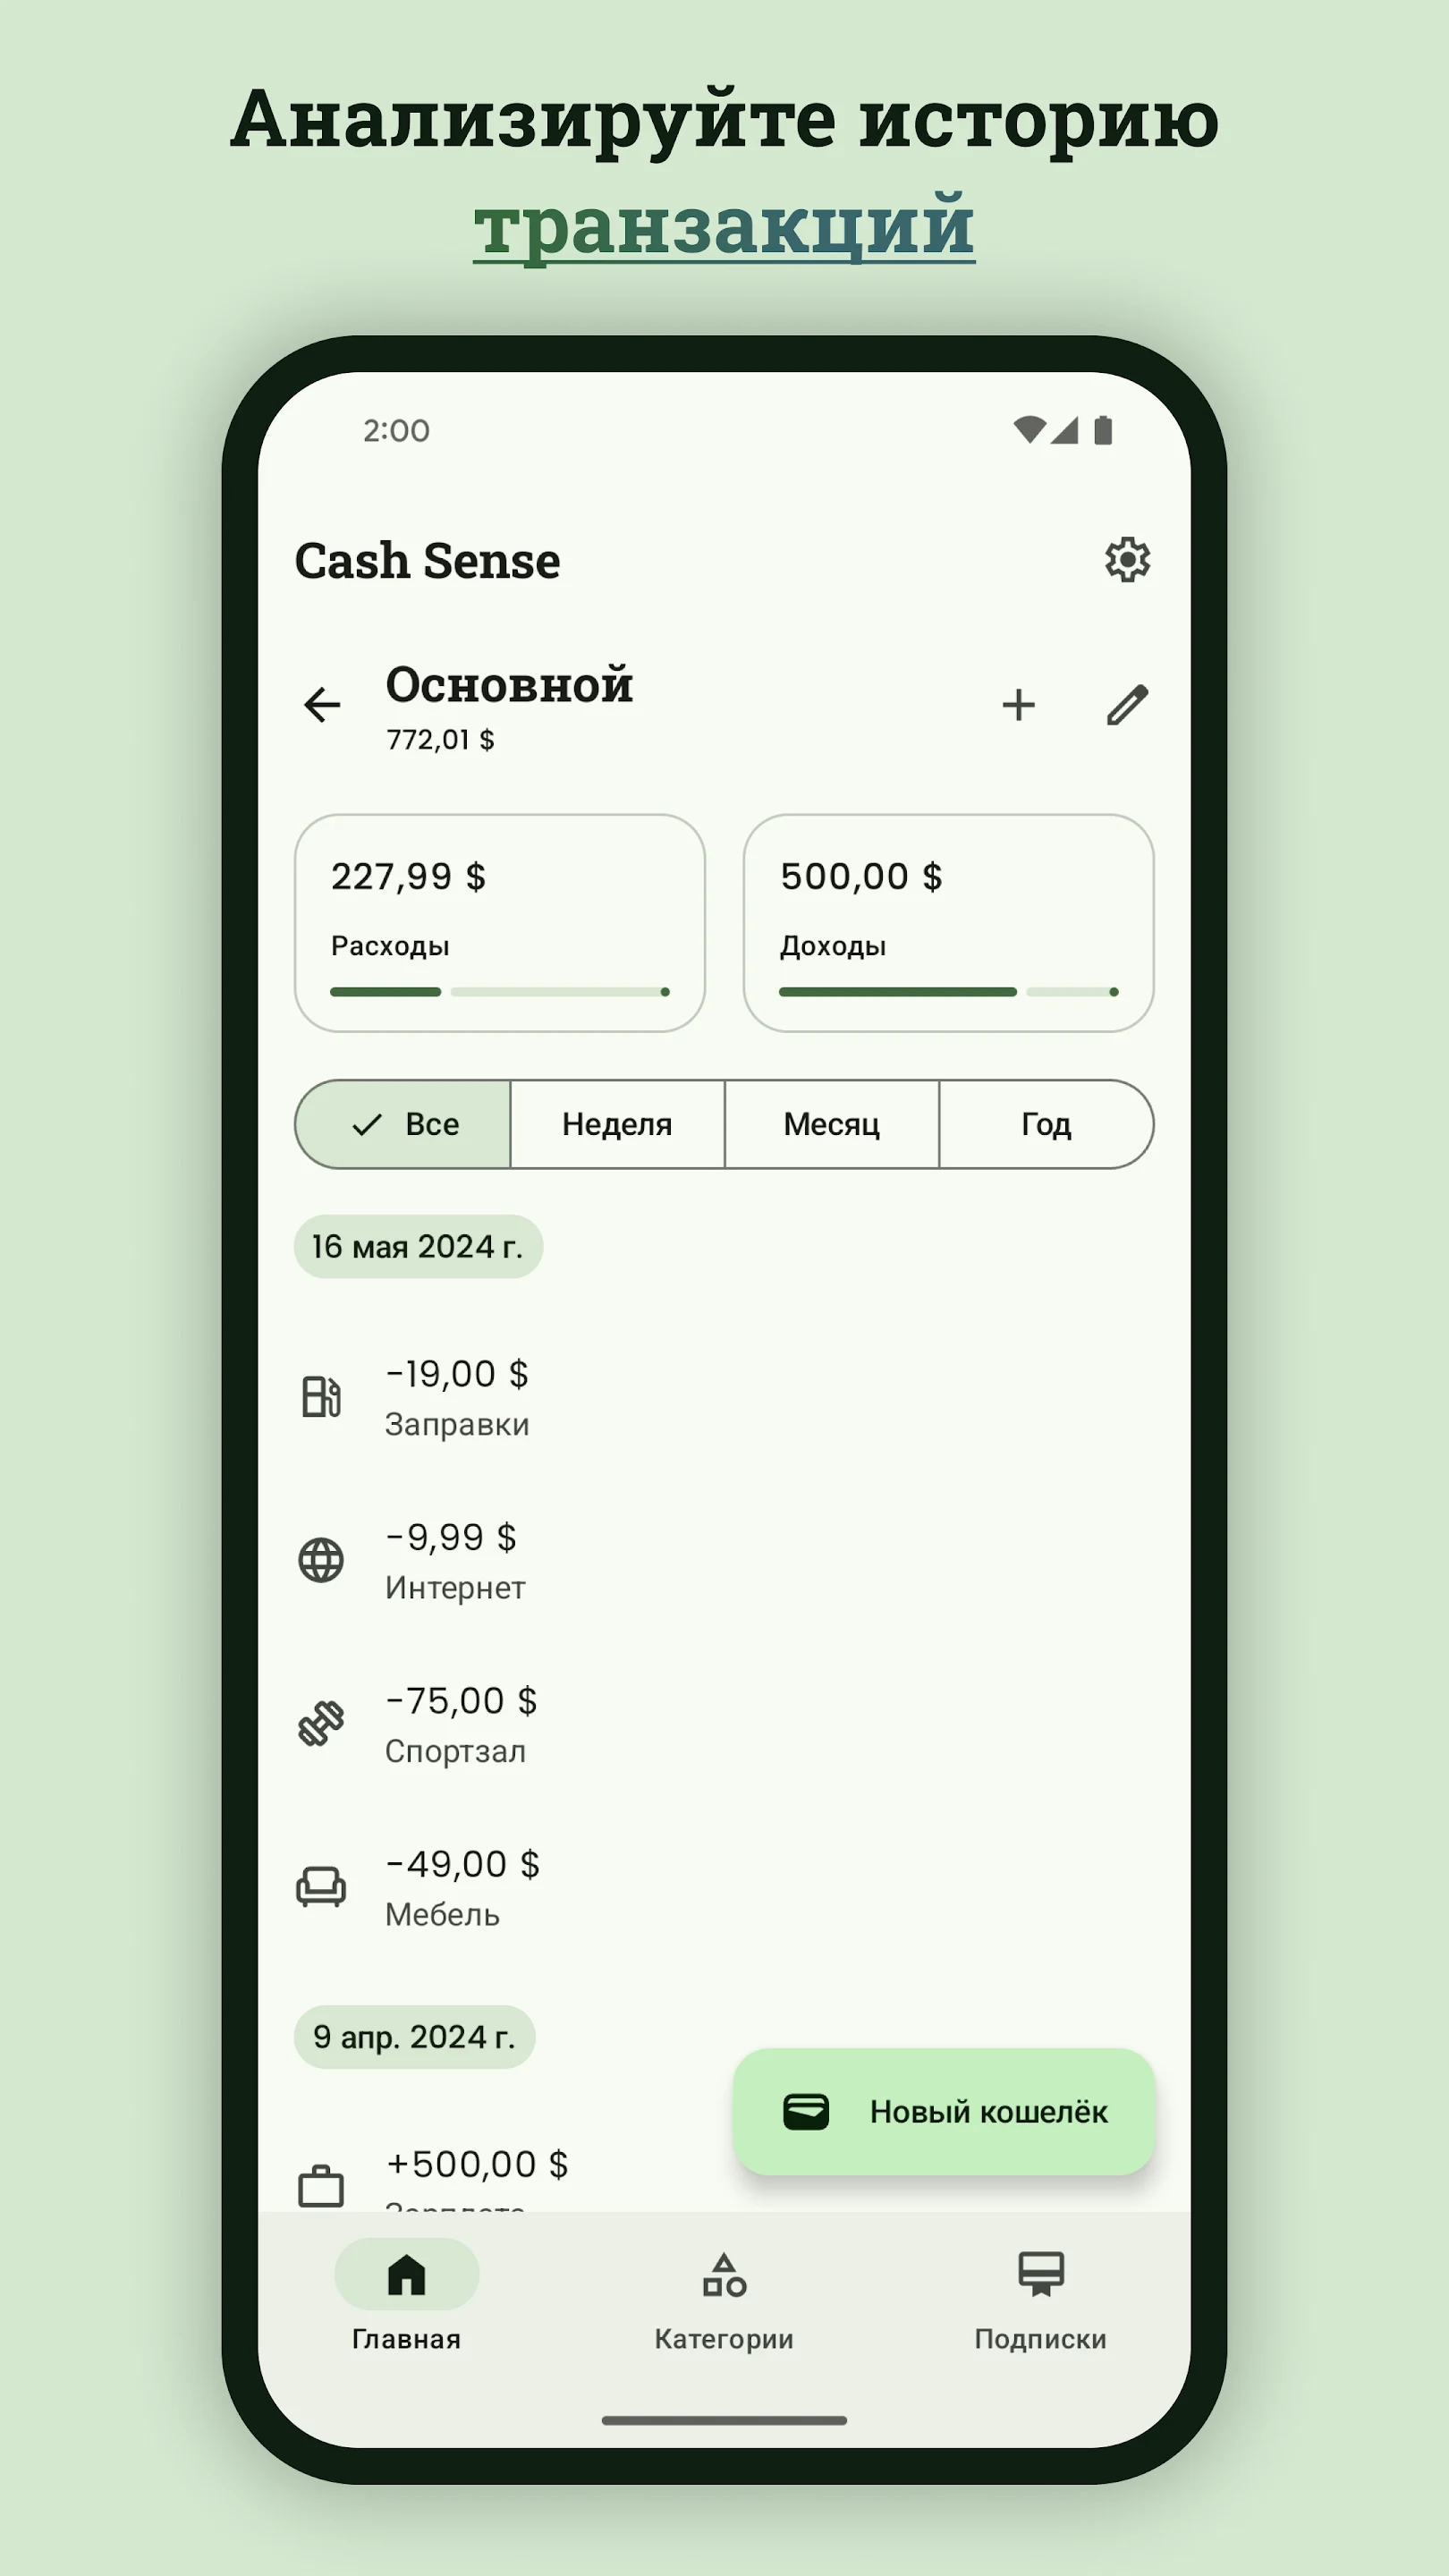 Анализируйте историю
транзакций
2:00
Cash Sense
Основной
772,01 $
227,99 $
Расходы
500,00 $
Доходы
Все
Неделя
Месяц
Год
16 мая 2024 г.
-19,00 $
Заправки
-9,99 $
Интернет
-75,00 $
Спортзал
-49,00 $
Мебель
9 апр. 2024 г.
Новый кошелёк
+500,00 $
Главная
Категории
Подписки